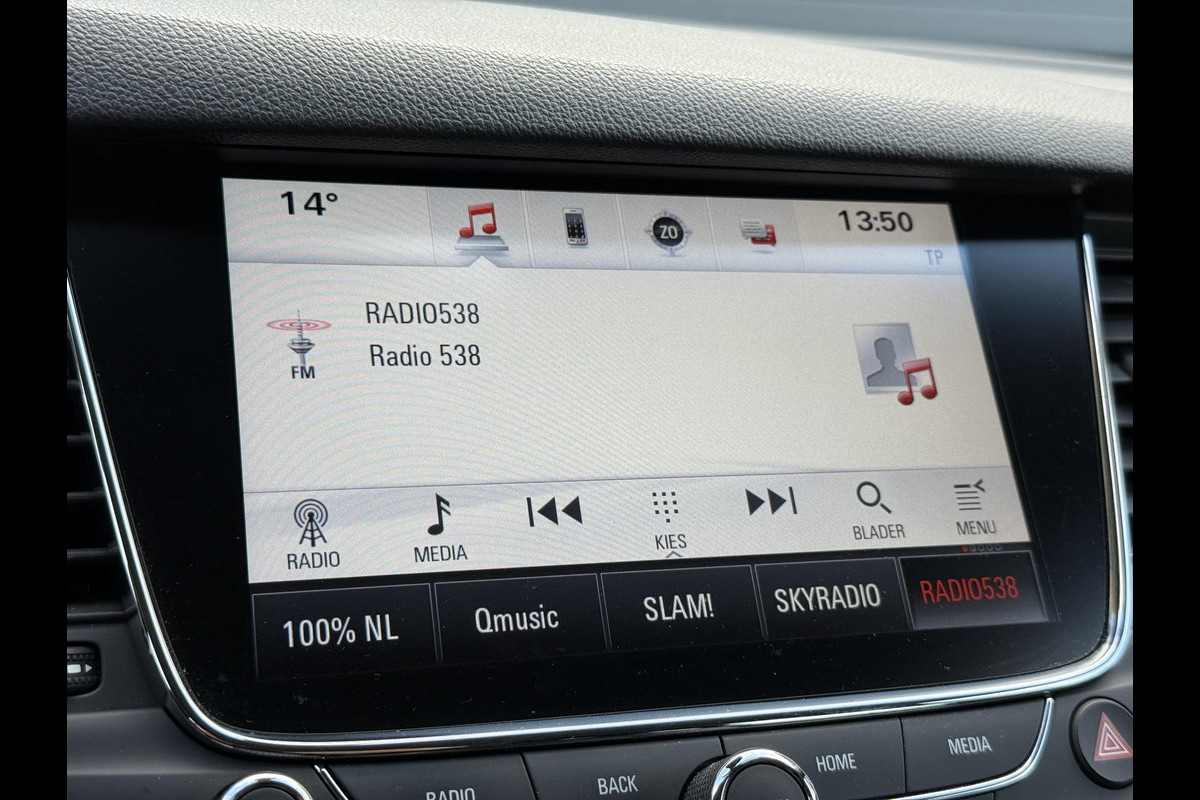 14°
ZO
13:50
TP
RADIO538
Radio 538
FM
RADIO
MEDIA
KIES
BLADER
MENU
100% NL
Qmusic
SLAM!
SKYRADIO
RADIO538
RADIO
BACK
HOME
MEDIA